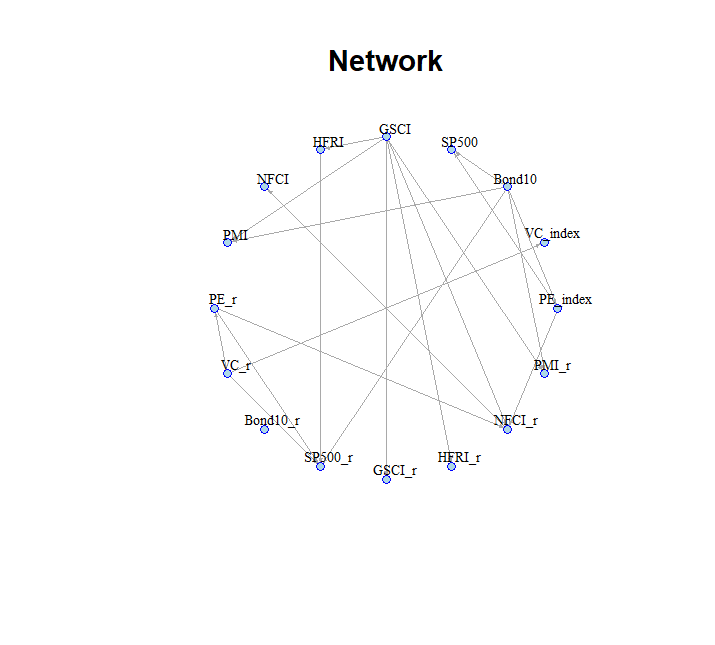 Network
GSCI
HFRI
SP500
NFCI
Bond10
PMI
VC_index
PE_r
PE_index
VC_r
PMI_r
Bond10_r
NFCI_r
SP500_r
HFRI_r
GSCI_r